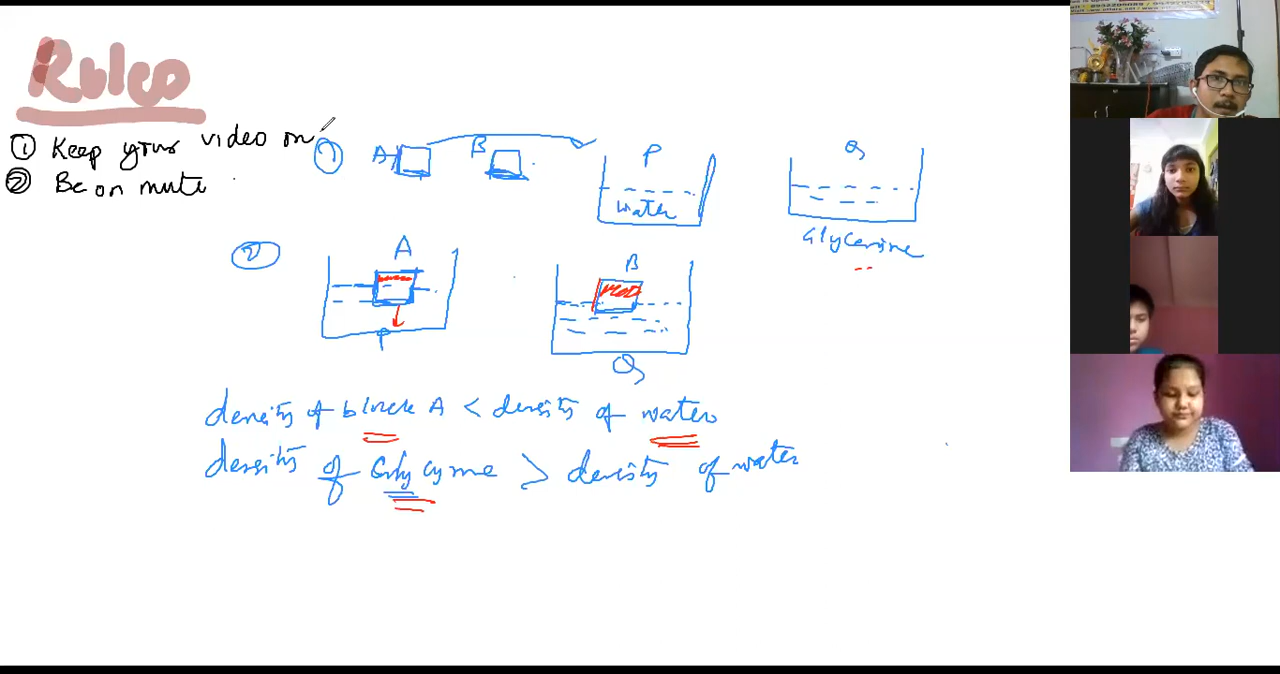 Rules
① Keep your video on
② Be on mute
① A B P Q
water
Glycerine
② A B
P Q
density of block A < density of water
density of Glycyrine > density of water